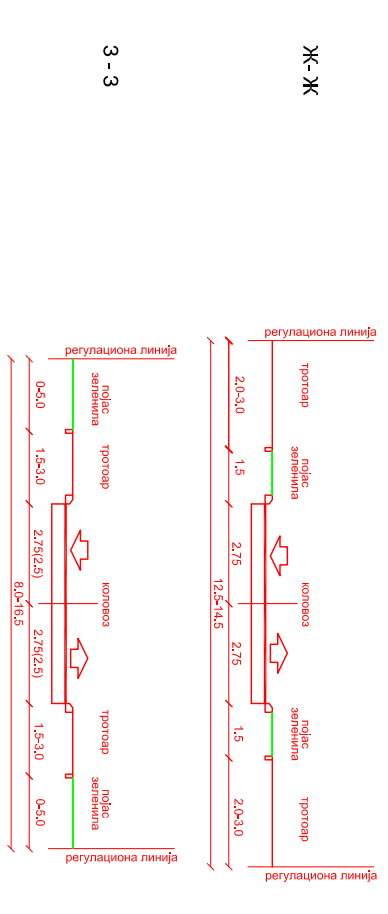 Ж-Ж
регулациона линија
тротоар
појас
зеленила
коловоз
појас
зеленила
тротоар
регулациона линија
2.0-3.0
1.5
2.75
2.75
1.5
2.0-3.0
12.5-14.5
З - З
регулациона линија
појас
зеленила
тротоар
коловоз
тротоар
појас
зеленила
регулациона линија
0-5.0
1.5-3.0
2.75(2.5)
2.75(2.5)
1.5-3.0
0-5.0
8.0-16.5